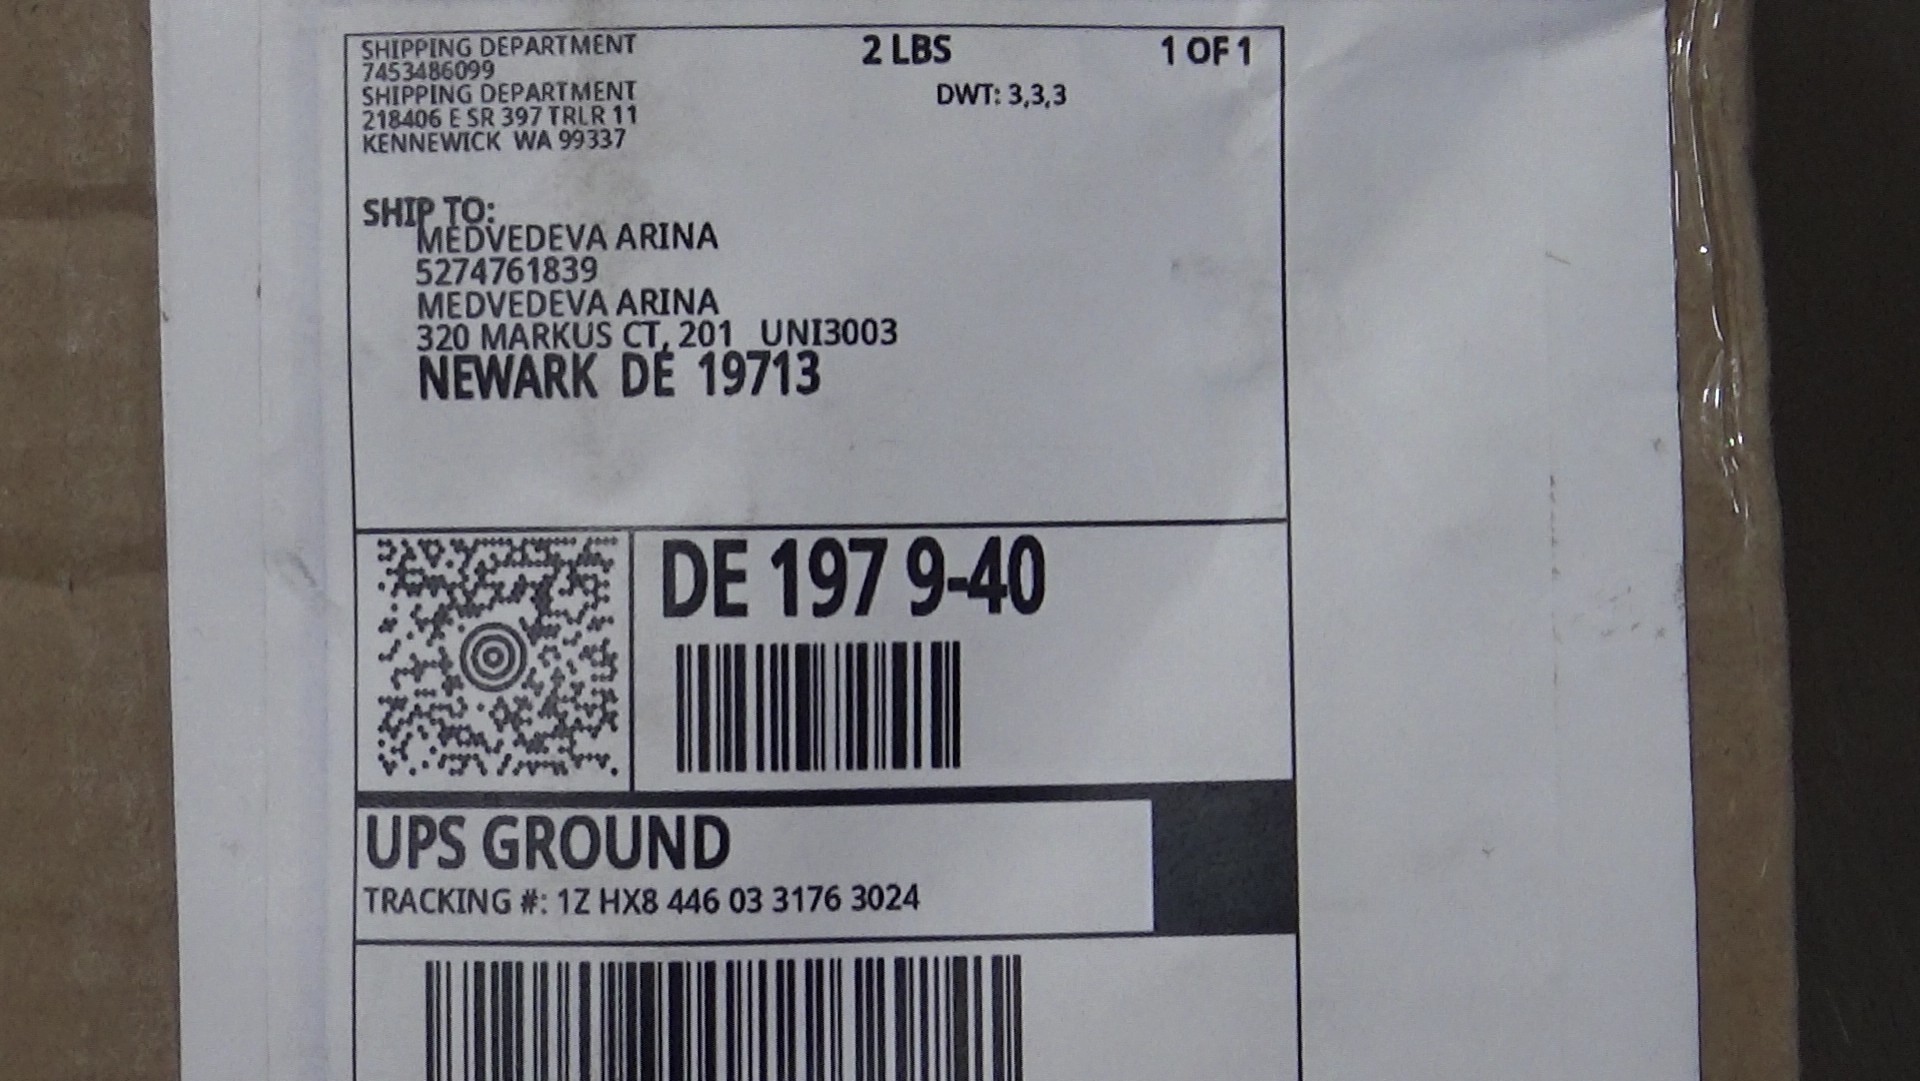 SHIPPING DEPARTMENT
7453486099
SHIPPING DEPARTMENT
218406 E SR 397 TRLR 11
KENNEWICK WA 99337
2 LBS
1 OF 1
DWT: 3,3,3
SHIP TO:
MEDVEDEVA ARINA
5274761839
MEDVEDEVA ARINA
320 MARKUS CT, 201 UNI3003
NEWARK DE 19713
DE 197 9-40
UPS GROUND
TRACKING #: 1Z HX8 446 03 3176 3024